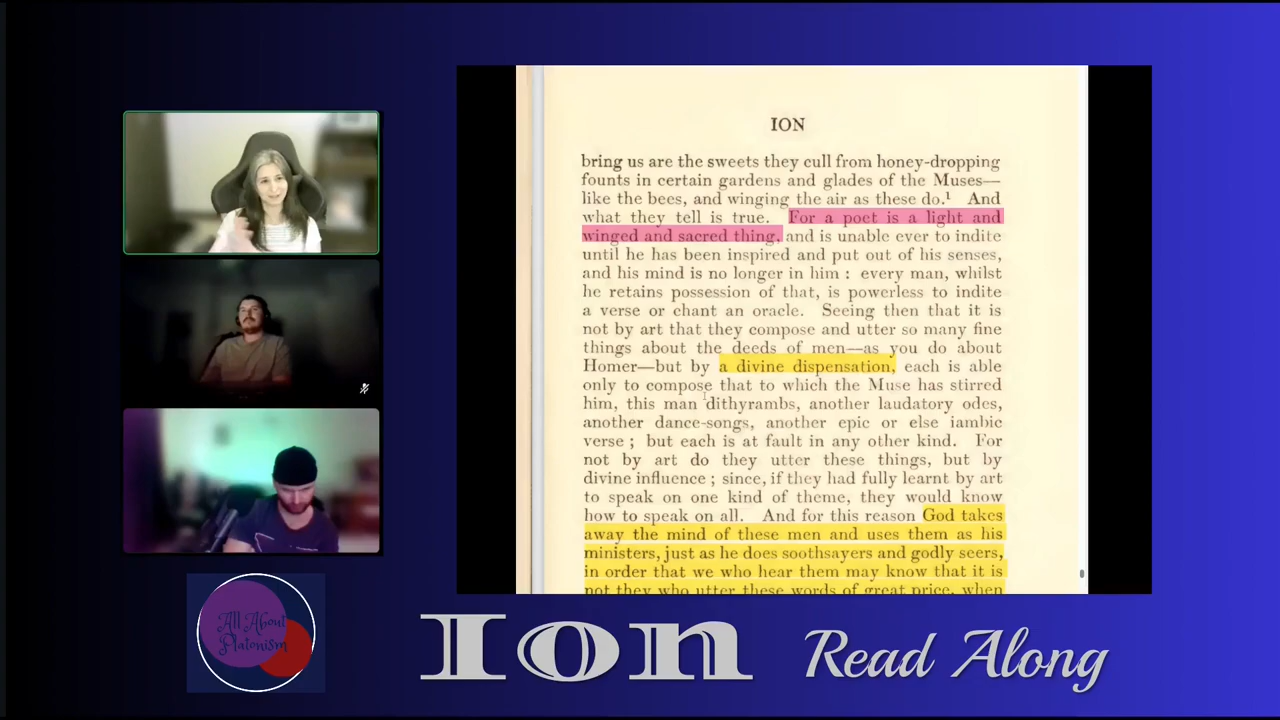 ION
bring us are the sweets they cull from honey-dropping
founts in certain gardens and glades of the Muses—
like the bees, and winging the air as these do.¹ And
what they tell is true. For a poet is a light and
winged and sacred thing, and is unable ever to indite
until he has been inspired and put out of his senses,
and his mind is no longer in him : every man, whilst
he retains possession of that, is powerless to indite
a verse or chant an oracle. Seeing then that it is
not by art that they compose and utter so many fine
things about the deeds of men—as you do about
Homer—but by a divine dispensation, each is able
only to compose that to which the Muse has stirred
him, this man dithyrambs, another laudatory odes,
another dance-songs, another epic or else iambic
verse ; but each is at fault in any other kind. For
not by art do they utter these things, but by
divine influence ; since, if they had fully learnt by art
to speak on one kind of theme, they would know
how to speak on all. And for this reason God takes
away the mind of these men and uses them as his
ministers, just as he does soothsayers and godly seers,
in order that we who hear them may know that it is
not they who utter these words of great price, when
All About
Platonism
Ion Read Along